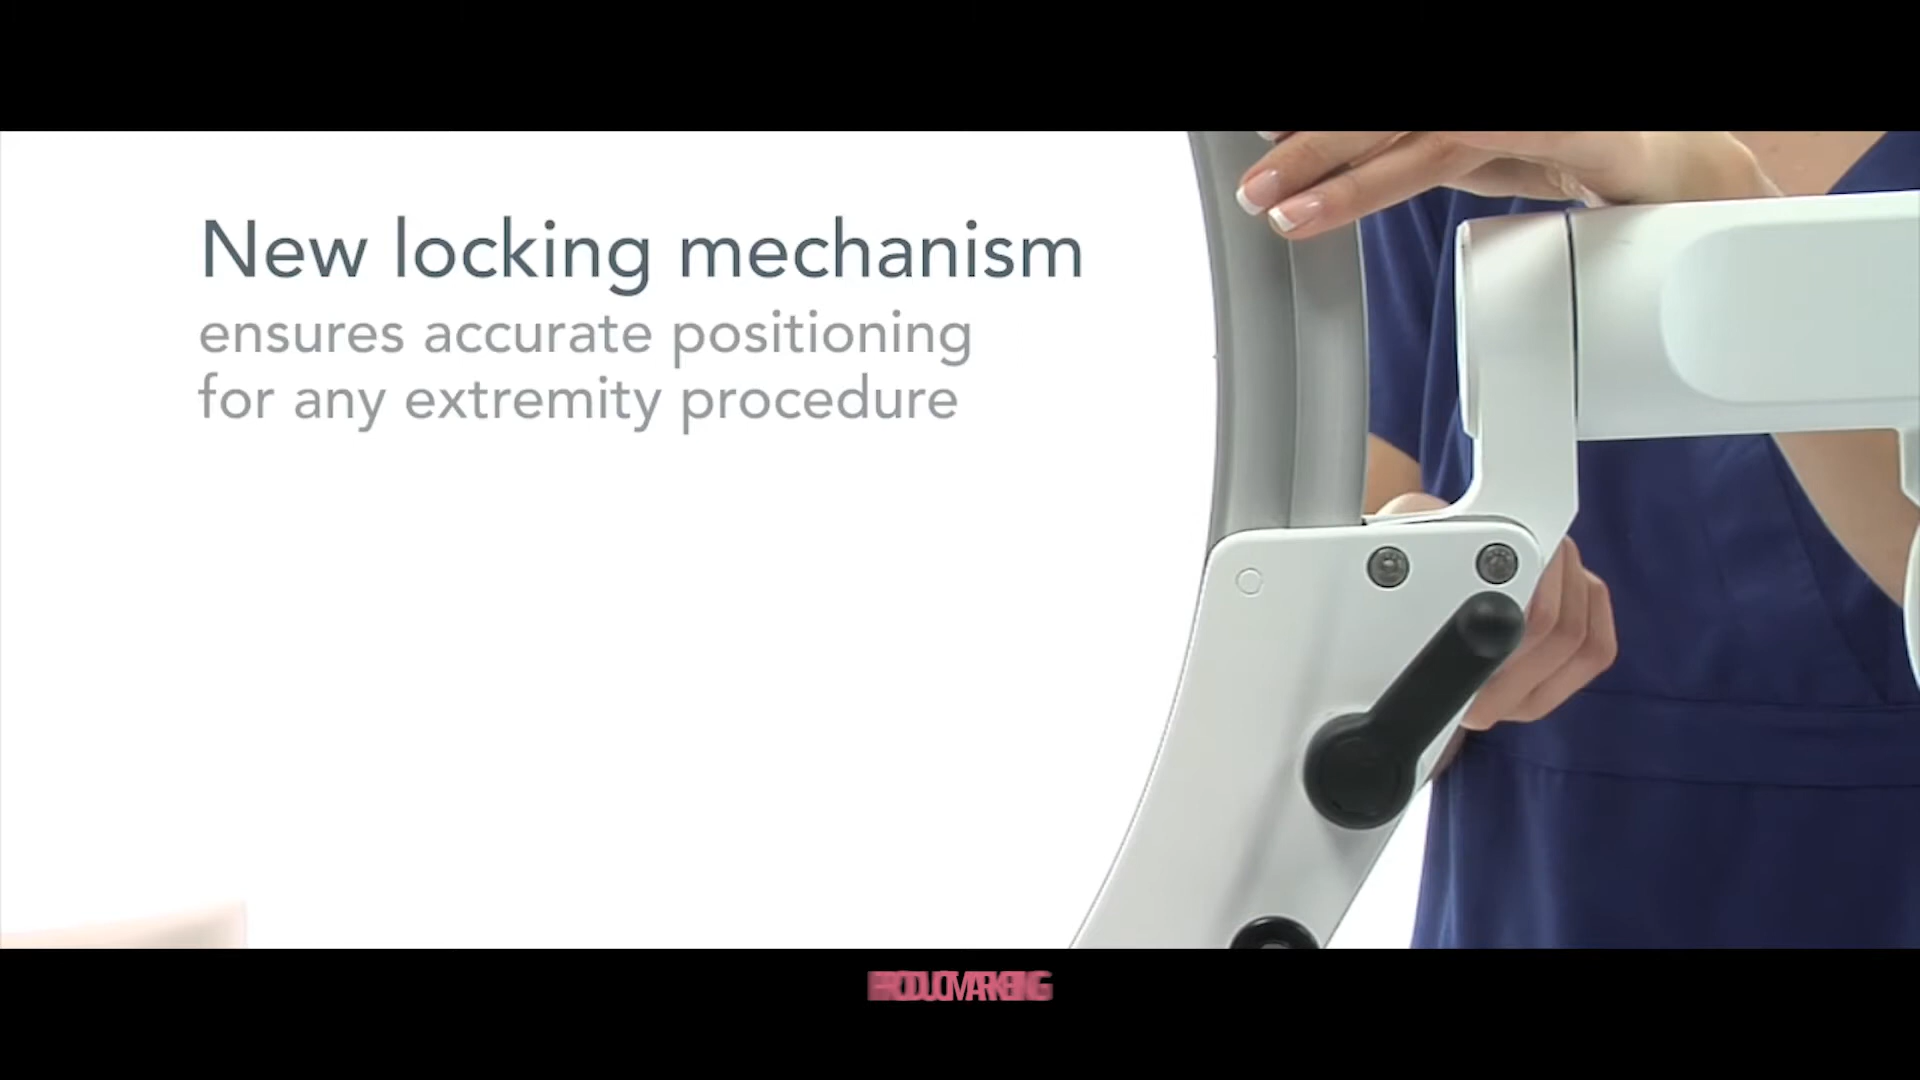 New locking mechanism
ensures accurate positioning
for any extremity procedure